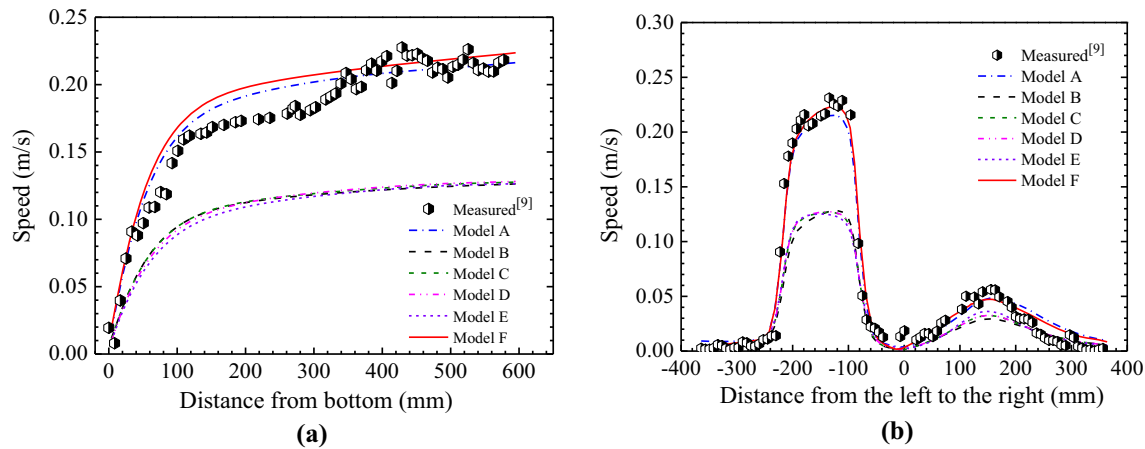 0.25
0.20
0.15
0.10
0.05
0.00
Speed (m/s)
0 100 200 300 400 500 600
Distance from bottom (mm)
Measured[9]
Model A
Model B
Model C
Model D
Model E
Model F
(a)
0.30
0.25
0.20
0.15
0.10
0.05
0.00
Speed (m/s)
-400 -300 -200 -100 0 100 200 300 400
Distance from the left to the right (mm)
Measured[9]
Model A
Model B
Model C
Model D
Model E
Model F
(b)